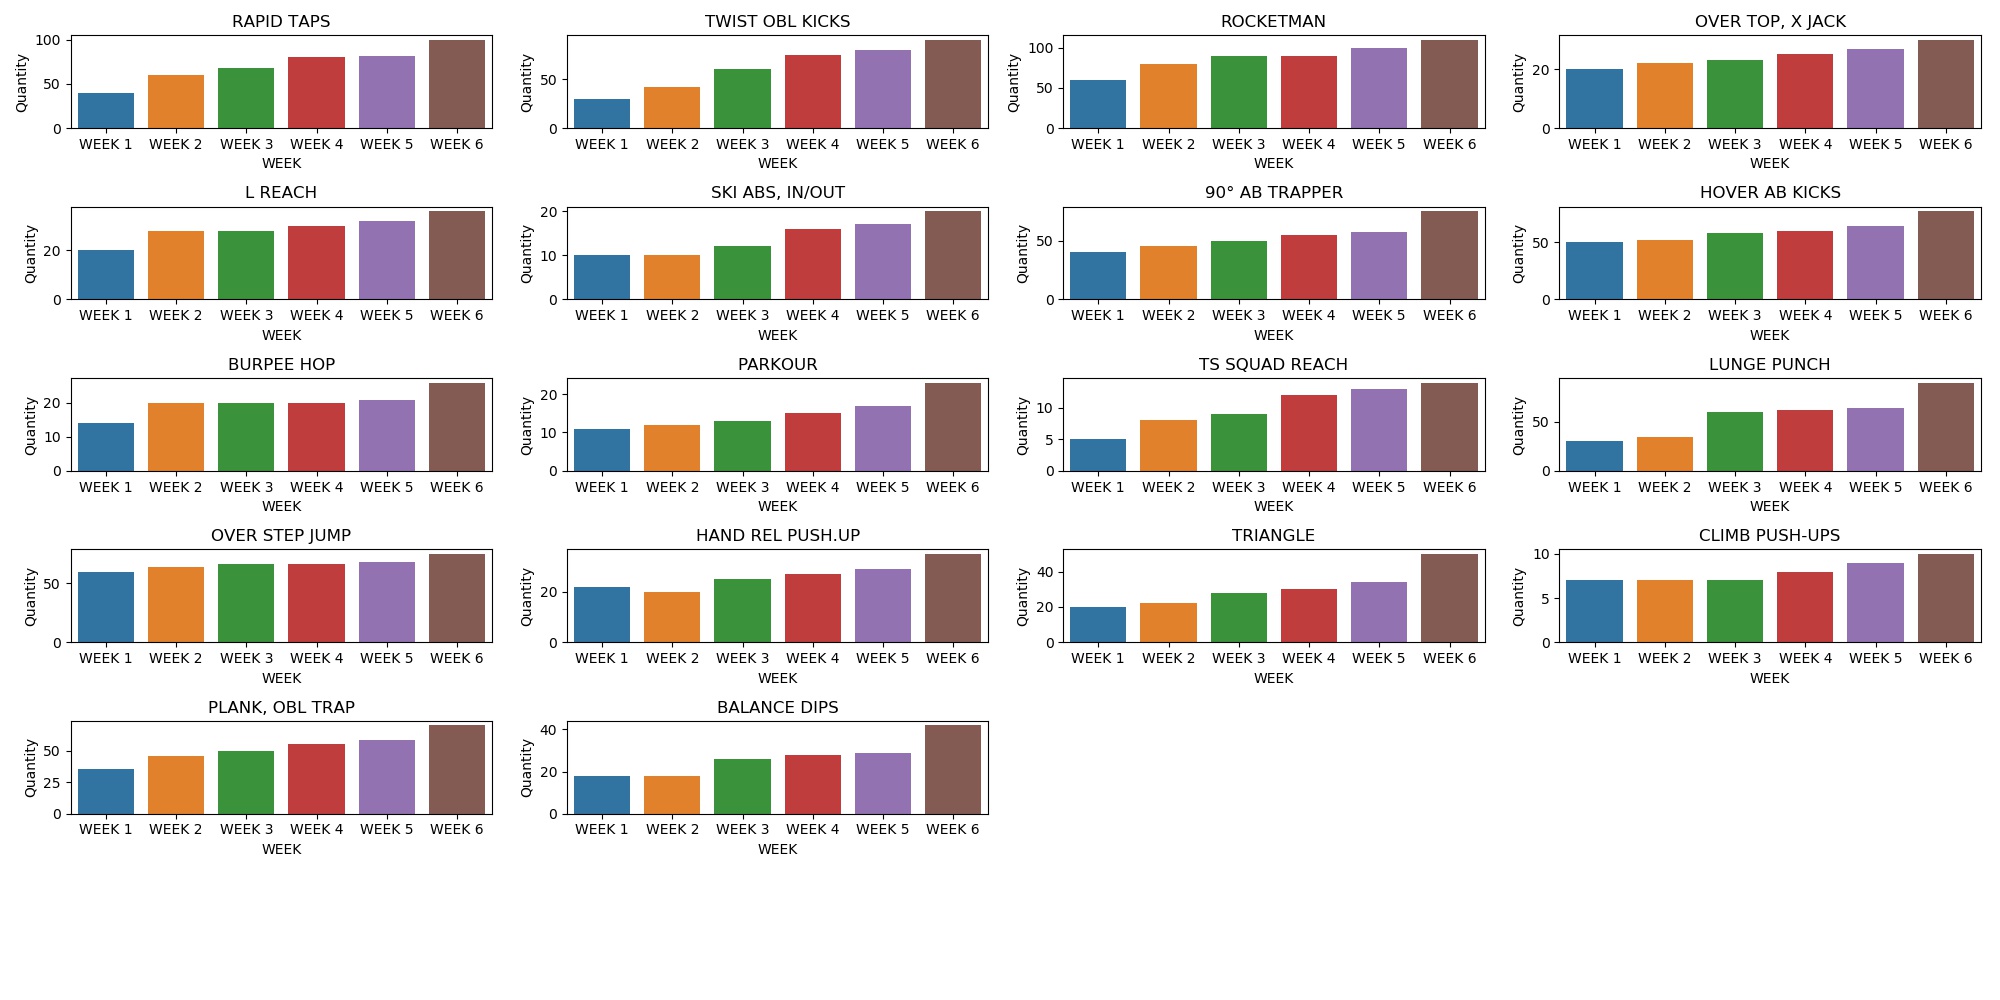 RAPID TAPS
100
50
0
Quantity
WEEK 1 WEEK 2 WEEK 3 WEEK 4 WEEK 5 WEEK 6
WEEK
TWIST OBL KICKS
50
0
Quantity
WEEK 1 WEEK 2 WEEK 3 WEEK 4 WEEK 5 WEEK 6
WEEK
ROCKETMAN
100
50
0
Quantity
WEEK 1 WEEK 2 WEEK 3 WEEK 4 WEEK 5 WEEK 6
WEEK
OVER TOP, X JACK
20
0
Quantity
WEEK 1 WEEK 2 WEEK 3 WEEK 4 WEEK 5 WEEK 6
WEEK
L REACH
20
0
Quantity
WEEK 1 WEEK 2 WEEK 3 WEEK 4 WEEK 5 WEEK 6
WEEK
SKI ABS, IN/OUT
20
10
0
Quantity
WEEK 1 WEEK 2 WEEK 3 WEEK 4 WEEK 5 WEEK 6
WEEK
90° AB TRAPPER
50
0
Quantity
WEEK 1 WEEK 2 WEEK 3 WEEK 4 WEEK 5 WEEK 6
WEEK
HOVER AB KICKS
50
0
Quantity
WEEK 1 WEEK 2 WEEK 3 WEEK 4 WEEK 5 WEEK 6
WEEK
BURPEE HOP
20
10
0
Quantity
WEEK 1 WEEK 2 WEEK 3 WEEK 4 WEEK 5 WEEK 6
WEEK
PARKOUR
20
10
0
Quantity
WEEK 1 WEEK 2 WEEK 3 WEEK 4 WEEK 5 WEEK 6
WEEK
TS SQUAD REACH
10
5
0
Quantity
WEEK 1 WEEK 2 WEEK 3 WEEK 4 WEEK 5 WEEK 6
WEEK
LUNGE PUNCH
50
0
Quantity
WEEK 1 WEEK 2 WEEK 3 WEEK 4 WEEK 5 WEEK 6
WEEK
OVER STEP JUMP
50
0
Quantity
WEEK 1 WEEK 2 WEEK 3 WEEK 4 WEEK 5 WEEK 6
WEEK
HAND REL PUSH.UP
20
0
Quantity
WEEK 1 WEEK 2 WEEK 3 WEEK 4 WEEK 5 WEEK 6
WEEK
TRIANGLE
40
20
0
Quantity
WEEK 1 WEEK 2 WEEK 3 WEEK 4 WEEK 5 WEEK 6
WEEK
CLIMB PUSH-UPS
10
5
0
Quantity
WEEK 1 WEEK 2 WEEK 3 WEEK 4 WEEK 5 WEEK 6
WEEK
PLANK, OBL TRAP
50
25
0
Quantity
WEEK 1 WEEK 2 WEEK 3 WEEK 4 WEEK 5 WEEK 6
WEEK
BALANCE DIPS
40
20
0
Quantity
WEEK 1 WEEK 2 WEEK 3 WEEK 4 WEEK 5 WEEK 6
WEEK